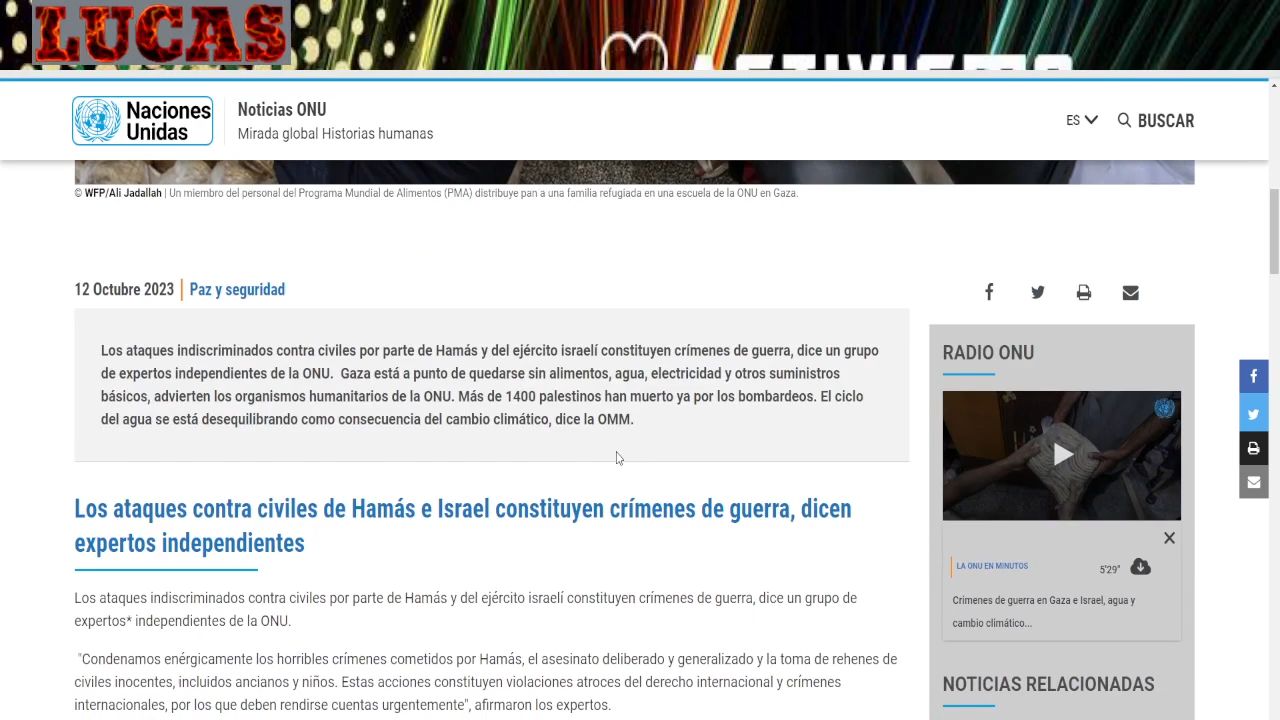 LUCAS
ACTIVISMO
Naciones
Unidas
Noticias ONU
Mirada global Historias humanas
ES
BUSCAR
© WFP/Ali Jadallah | Un miembro del personal del Programa Mundial de Alimentos (PMA) distribuye pan a una familia refugiada en una escuela de la ONU en Gaza.
12 Octubre 2023 | Paz y seguridad
Los ataques indiscriminados contra civiles por parte de Hamás y del ejército israelí constituyen crímenes de guerra, dice un grupo
de expertos independientes de la ONU. Gaza está a punto de quedarse sin alimentos, agua, electricidad y otros suministros
básicos, advierten los organismos humanitarios de la ONU. Más de 1400 palestinos han muerto ya por los bombardeos. El ciclo
del agua se está desequilibrando como consecuencia del cambio climático, dice la OMM.
Los ataques contra civiles de Hamás e Israel constituyen crímenes de guerra, dicen
expertos independientes
Los ataques indiscriminados contra civiles por parte de Hamás y del ejército israelí constituyen crímenes de guerra, dice un grupo de
expertos* independientes de la ONU.
"Condenamos enérgicamente los horribles crímenes cometidos por Hamás, el asesinato deliberado y generalizado y la toma de rehenes de
civiles inocentes, incluidos ancianos y niños. Estas acciones constituyen violaciones atroces del derecho internacional y crímenes
internacionales, por los que deben rendirse cuentas urgentemente", afirmaron los expertos.
RADIO ONU
LA ONU EN MINUTOS
5'29"
Crímenes de guerra en Gaza e Israel, agua y
cambio climático...
NOTICIAS RELACIONADAS